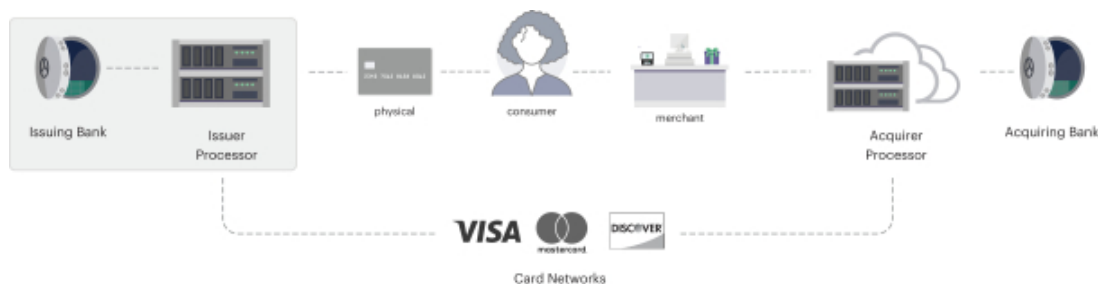 physical
consumer
merchant
Issuing Bank
Issuer
Processor
Acquirer
Processor
Acquiring Bank
VISA
mastercard
DISCOVER
Card Networks